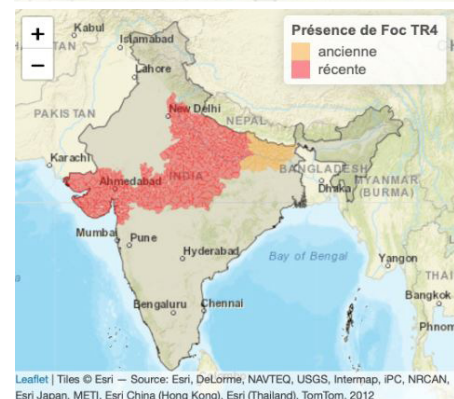 +
−
Présence de Foc TR4
ancienne
récente
Kabul
Islamabad
Lahore
New Delhi
NEPAL
PAKISTAN
Karachi
Ahmedabad
INDIA
BANGLADESH
Dhaka
MYANMAR
(BURMA)
Mumbai
Pune
Hyderabad
Bay of Bengal
Yangon
Bengaluru
Chennai
Bangkok
Phnom
THAI
Leaflet | Tiles © Esri — Source: Esri, DeLorme, NAVTEQ, USGS, Intermap, iPC, NRCAN,
Esri Japan, METI, Esri China (Hong Kong), Esri (Thailand), TomTom, 2012